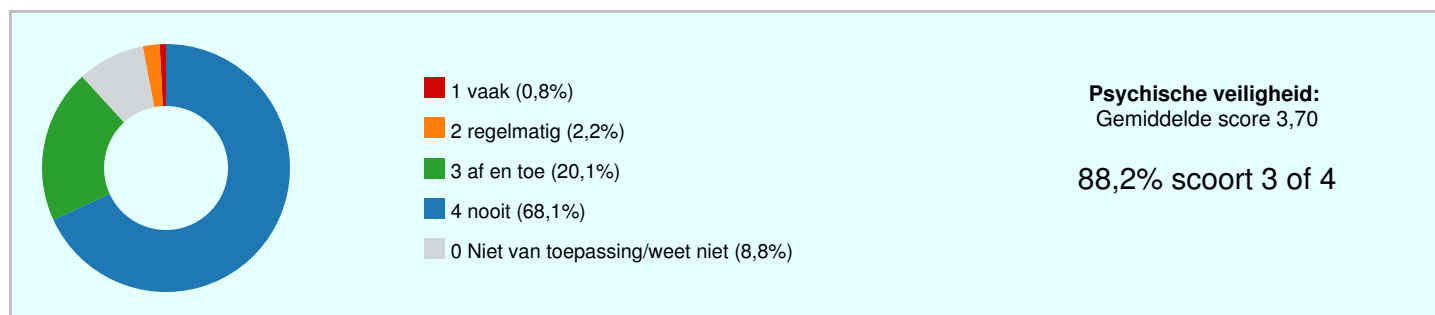 1 vaak (0,8%)
2 regelmatig (2,2%)
3 af en toe (20,1%)
4 nooit (68,1%)
0 Niet van toepassing/weet niet (8,8%)
Psychische veiligheid:
Gemiddelde score 3,70
88,2% scoort 3 of 4